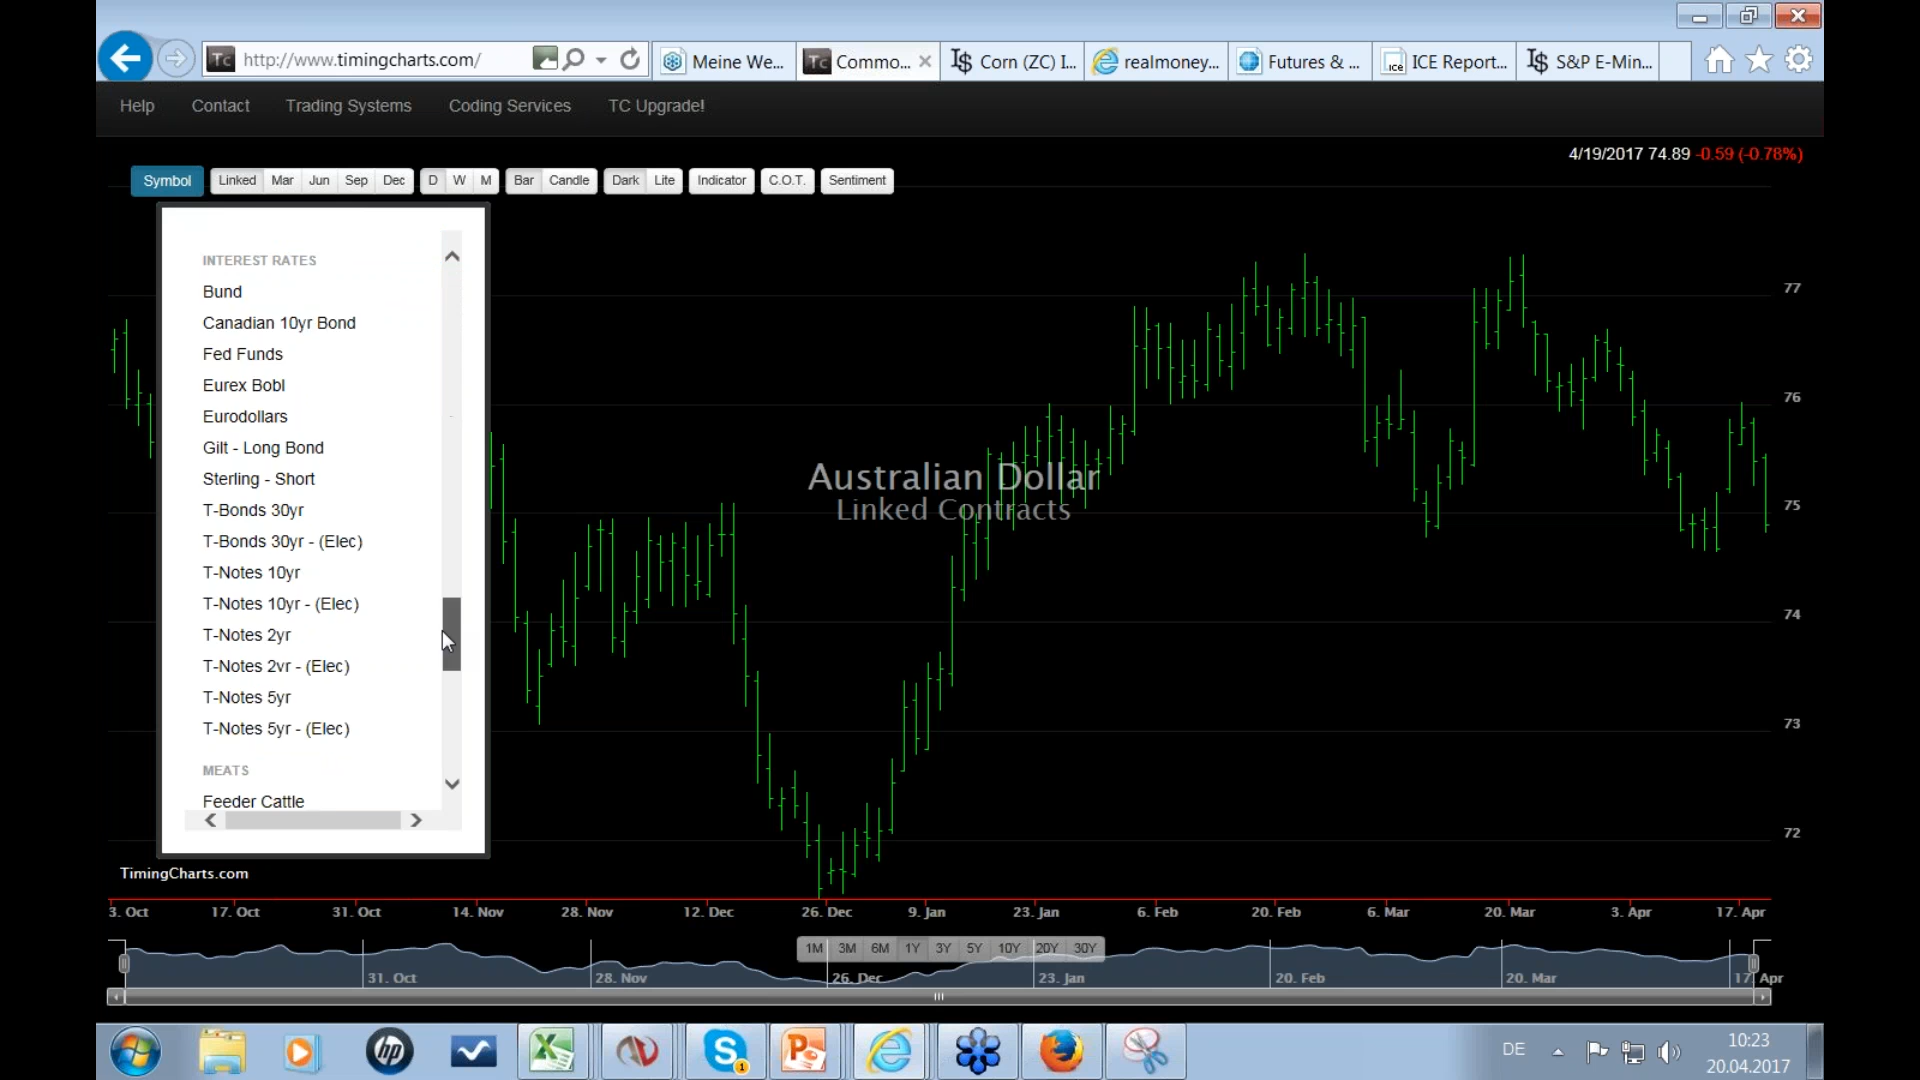 Tc http://www.timingcharts.com/ Meine We... Tc Commo... Corn (ZC) I... realmoney... Futures & ... ice ICE Report... S&P E-Min...
Help Contact Trading Systems Coding Services TC Upgrade!
4/19/2017 74.89 -0.59 (-0.78%)
Symbol Linked Mar Jun Sep Dec D W M Bar Candle Dark Lite Indicator C.O.T. Sentiment
INTEREST RATES
Bund
Canadian 10yr Bond
Fed Funds
Eurex Bobl
Eurodollars
Gilt - Long Bond
Sterling - Short
T-Bonds 30yr
T-Bonds 30yr - (Elec)
T-Notes 10yr
T-Notes 10yr - (Elec)
T-Notes 2yr
T-Notes 2yr - (Elec)
T-Notes 5yr
T-Notes 5yr - (Elec)
MEATS
Feeder Cattle
Australian Dollar
Linked Contracts
77
76
75
74
73
72
TimingCharts.com
3. Oct 17. Oct 31. Oct 14. Nov 28. Nov 12. Dec 26. Dec 9. Jan 23. Jan 6. Feb 20. Feb 6. Mar 20. Mar 3. Apr 17. Apr
1M 3M 6M 1Y 3Y 5Y 10Y 20Y 30Y
31. Oct 28. Nov 26. Dec 23. Jan 20. Feb 20. Mar 17. Apr
hp S 1 P DE 10:23
20.04.2017